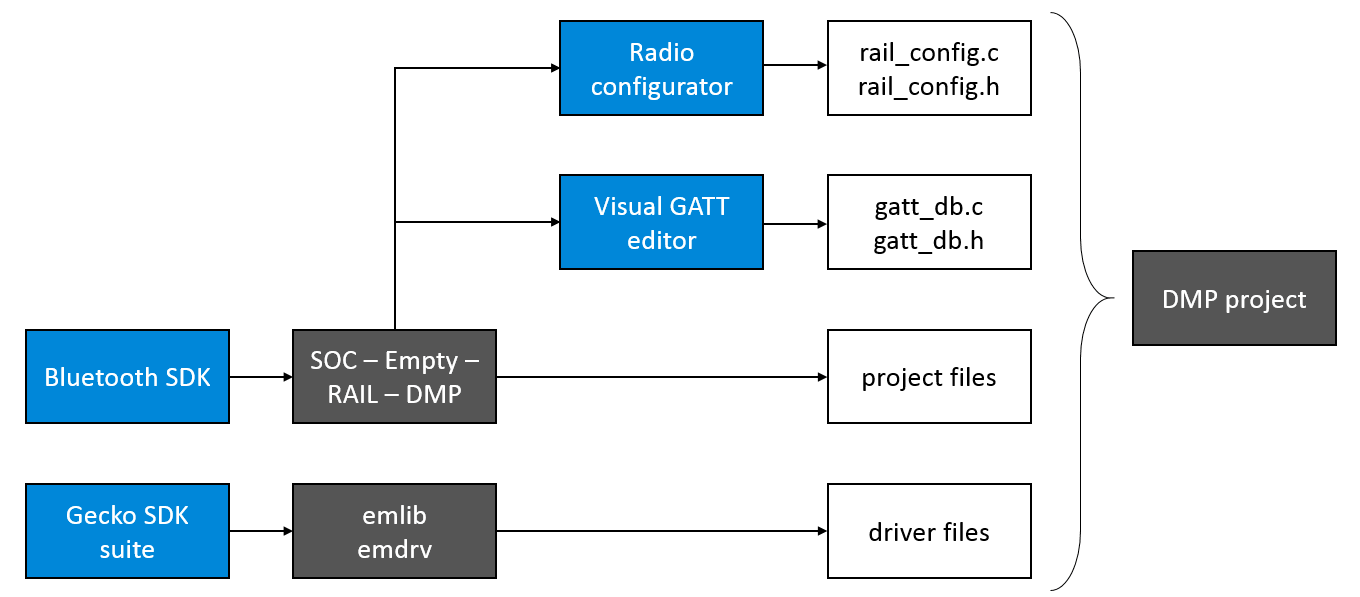 Radio
configurator
rail_config.c
rail_config.h
Visual GATT
editor
gatt_db.c
gatt_db.h
DMP project
Bluetooth SDK
SOC – Empty –
RAIL – DMP
project files
Gecko SDK
suite
emlib
emdrv
driver files